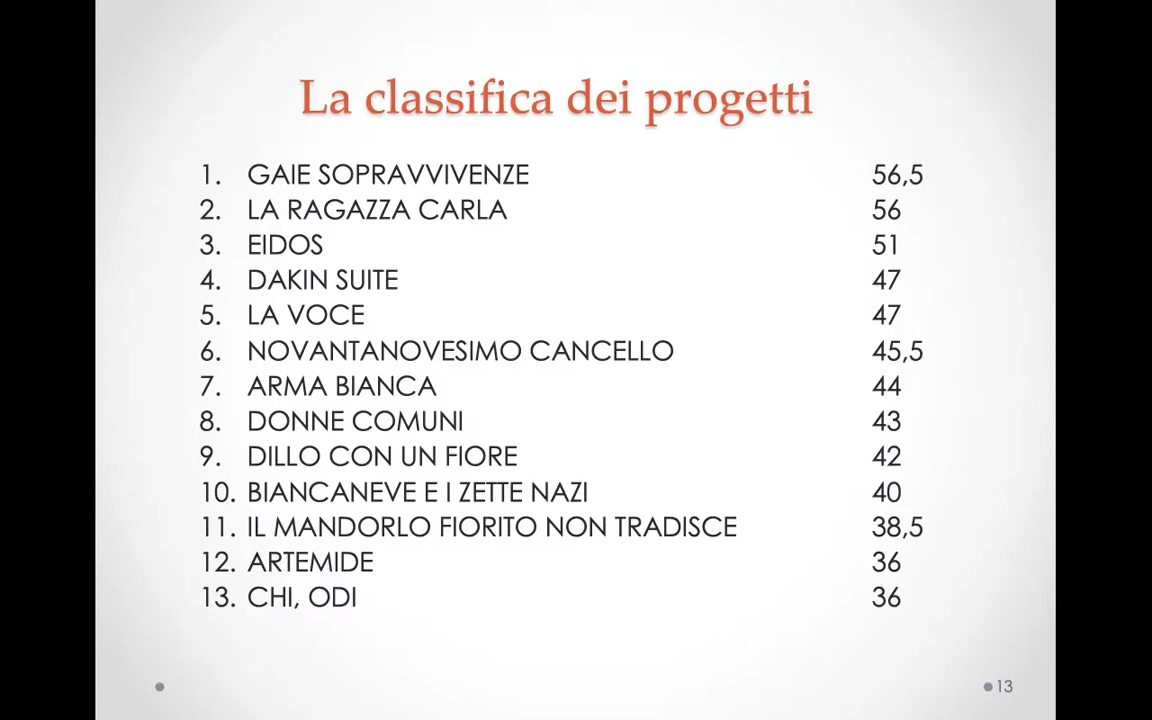 La classifica dei progetti
1. GAIE SOPRAVVIVENZE 56,5
2. LA RAGAZZA CARLA 56
3. EIDOS 51
4. DAKIN SUITE 47
5. LA VOCE 47
6. NOVANTANOVESIMO CANCELLO 45,5
7. ARMA BIANCA 44
8. DONNE COMUNI 43
9. DILLO CON UN FIORE 42
10. BIANCANEVE E I ZETTE NAZI 40
11. IL MANDORLO FIORITO NON TRADISCE 38,5
12. ARTEMIDE 36
13. CHI, ODI 36
13